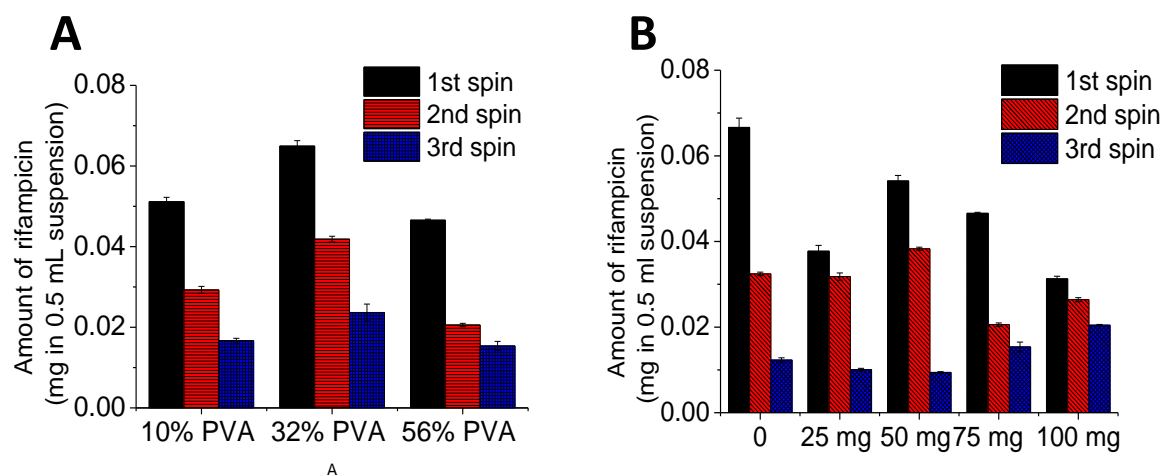 A
Amount of rifampicin
(mg in 0.5 mL suspension)
0.08
0.06
0.04
0.02
0.00
1st spin
2nd spin
3rd spin
10% PVA 32% PVA 56% PVA
A
B
Amount of rifampicin
(mg in 0.5 ml suspension)
0.08
0.06
0.04
0.02
0.00
1st spin
2nd spin
3rd spin
0 25 mg 50 mg 75 mg 100 mg